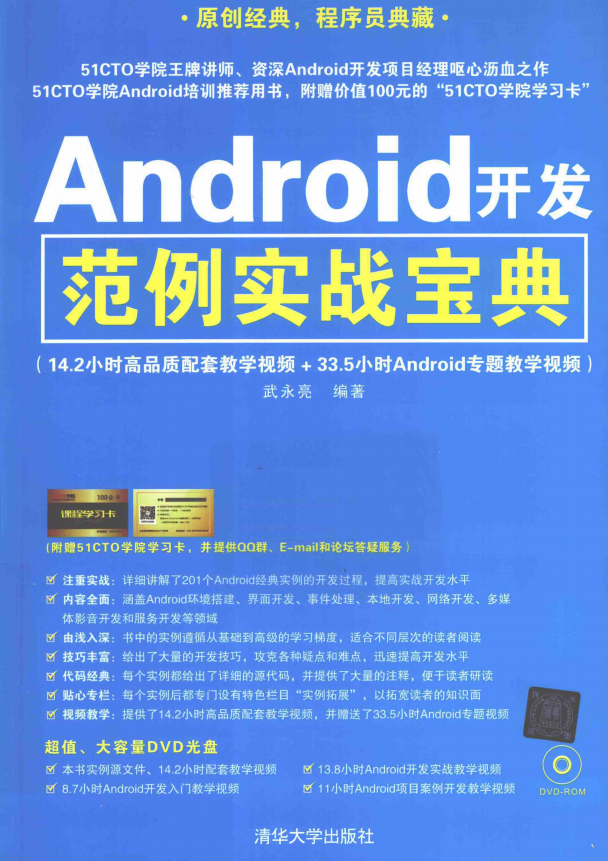 ·原创经典，程序员典藏·
51CTO学院王牌讲师、资深Android开发项目经理呕心沥血之作
51CTO学院Android培训推荐用书，附赠价值100元的“51CTO学院学习卡”
Android开发
范例实战宝典
（14.2小时高品质配套教学视频 + 33.5小时Android专题教学视频）
武永亮 编著
课程学习卡
(附赠51CTO学院学习卡，并提供QQ群、E-mail和论坛答疑服务)
注重实战：详细讲解了201个Android经典实例的开发过程，提高实战开发水平
内容全面：涵盖Android环境搭建、界面开发、事件处理、本地开发、网络开发、多媒
体影音开发和服务开发等领域
由浅入深：书中的实例遵循从基础到高级的学习梯度，适合不同层次的读者阅读
技巧丰富：给出了大量的开发技巧，攻克各种疑点和难点，迅速提高开发水平
代码经典：每个实例都给出了详细的源代码，并提供了大量的注释，便于读者研读
贴心专栏：每个实例后都专门设有特色栏目“实例拓展”，以拓宽读者的知识面
视频教学：提供了14.2小时高品质配套教学视频，并赠送了33.5小时Android专题视频
超值、大容量DVD光盘
本书实例源文件、14.2小时配套教学视频
13.8小时Android开发实战教学视频
8.7小时Android开发入门教学视频
11小时Android项目案例开发教学视频
DVD-ROM
清华大学出版社